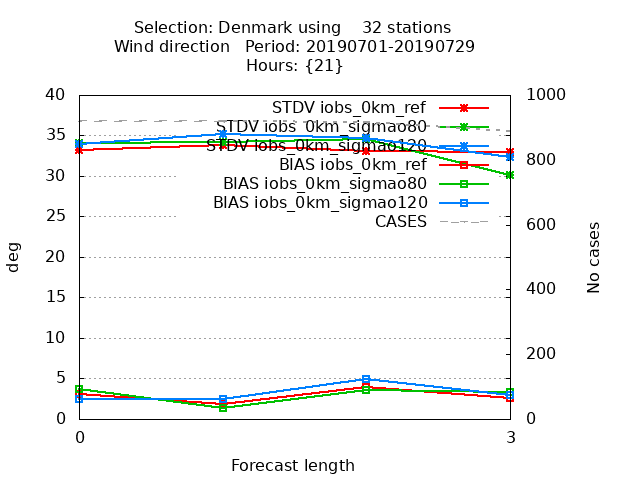 Selection: Denmark using    32 stations
Wind direction   Period: 20190701-20190729
Hours: {21}
40
35
30
25
20
15
10
5
0
deg
1000
800
600
400
200
0
No cases
STDV iobs_0km_ref
STDV iobs_0km_sigmao80
STDV iobs_0km_sigmao120
BIAS iobs_0km_ref
BIAS iobs_0km_sigmao80
BIAS iobs_0km_sigmao120
CASES
0
3
Forecast length